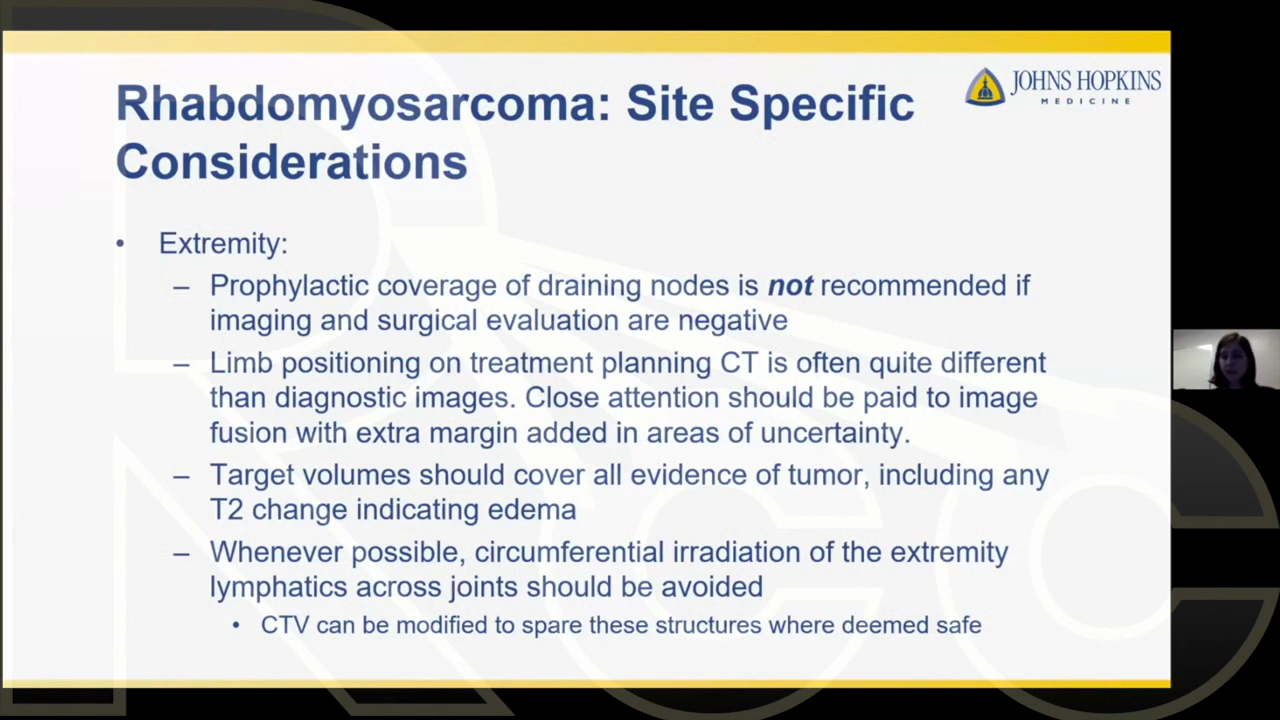 Rhabdomyosarcoma: Site Specific
Considerations
JOHNS HOPKINS
MEDICINE
• Extremity:
– Prophylactic coverage of draining nodes is not recommended if
imaging and surgical evaluation are negative
– Limb positioning on treatment planning CT is often quite different
than diagnostic images. Close attention should be paid to image
fusion with extra margin added in areas of uncertainty.
– Target volumes should cover all evidence of tumor, including any
T2 change indicating edema
– Whenever possible, circumferential irradiation of the extremity
lymphatics across joints should be avoided
• CTV can be modified to spare these structures where deemed safe